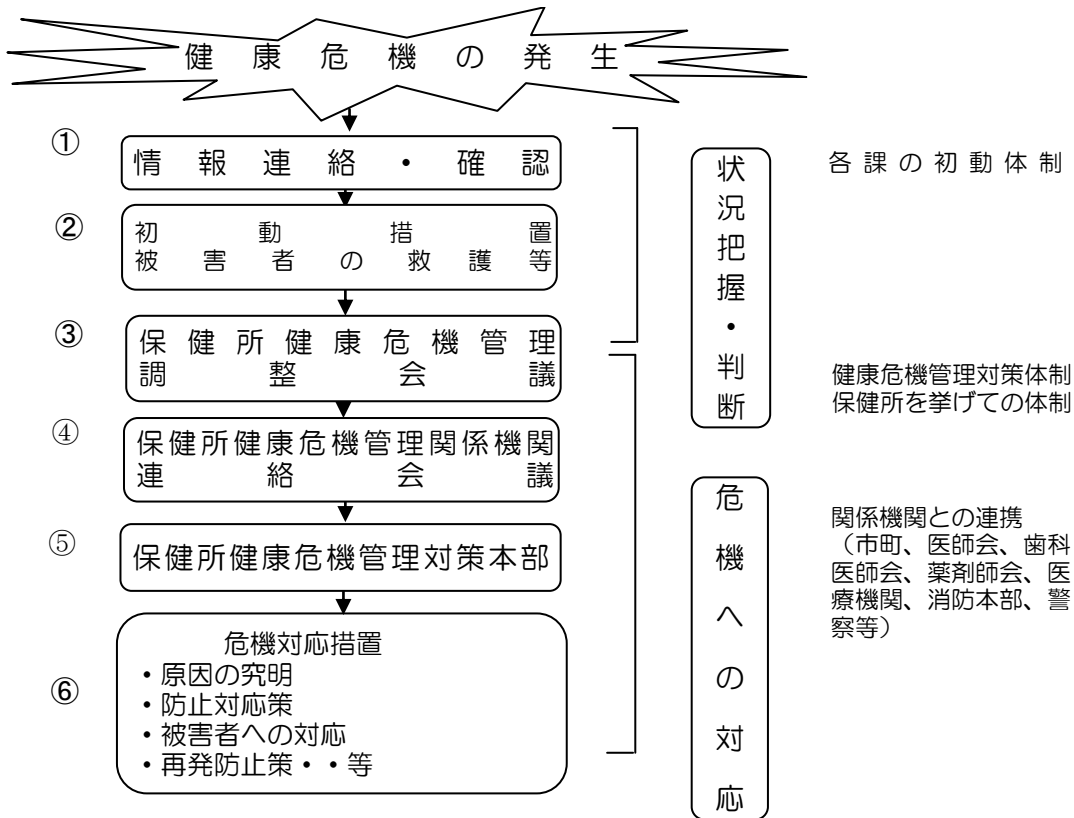 健康危機の発生
①
情報連絡・確認
②
初動措置
被害者の救護等
③
保健所健康危機管理
調整会議
④
保健所健康危機管理関係機関
連絡会議
⑤
保健所健康危機管理対策本部
⑥
危機対応措置
・原因の究明
・防止対応策
・被害者への対応
・再発防止策・・等
状況把握・判断
危機への対応
各課の初動体制
健康危機管理対策体制
保健所を挙げての体制
関係機関との連携
（市町、医師会、歯科
医師会、薬剤師会、医
療機関、消防本部、警
察等）